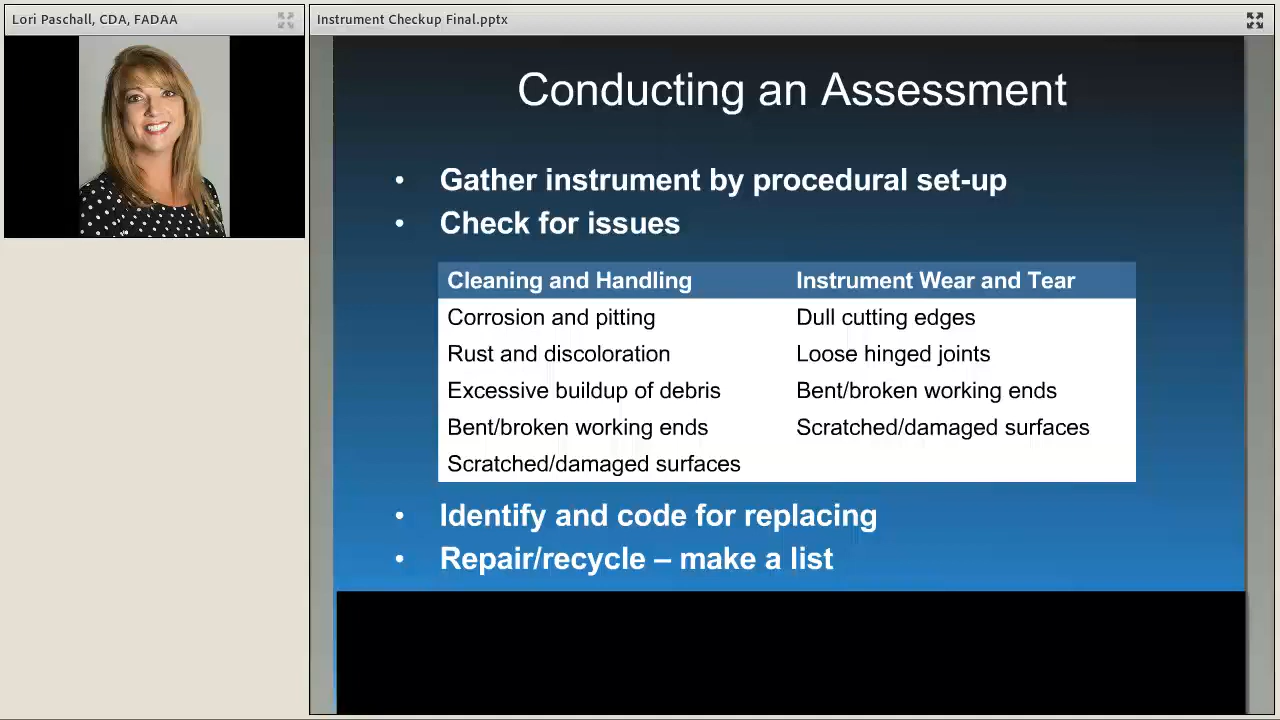 Lori Paschall, CDA, FADAA
Instrument Checkup Final.pptx
Conducting an Assessment
• Gather instrument by procedural set-up
• Check for issues
Cleaning and Handling Instrument Wear and Tear
Corrosion and pitting Dull cutting edges
Rust and discoloration Loose hinged joints
Excessive buildup of debris Bent/broken working ends
Bent/broken working ends Scratched/damaged surfaces
Scratched/damaged surfaces
• Identify and code for replacing
• Repair/recycle – make a list